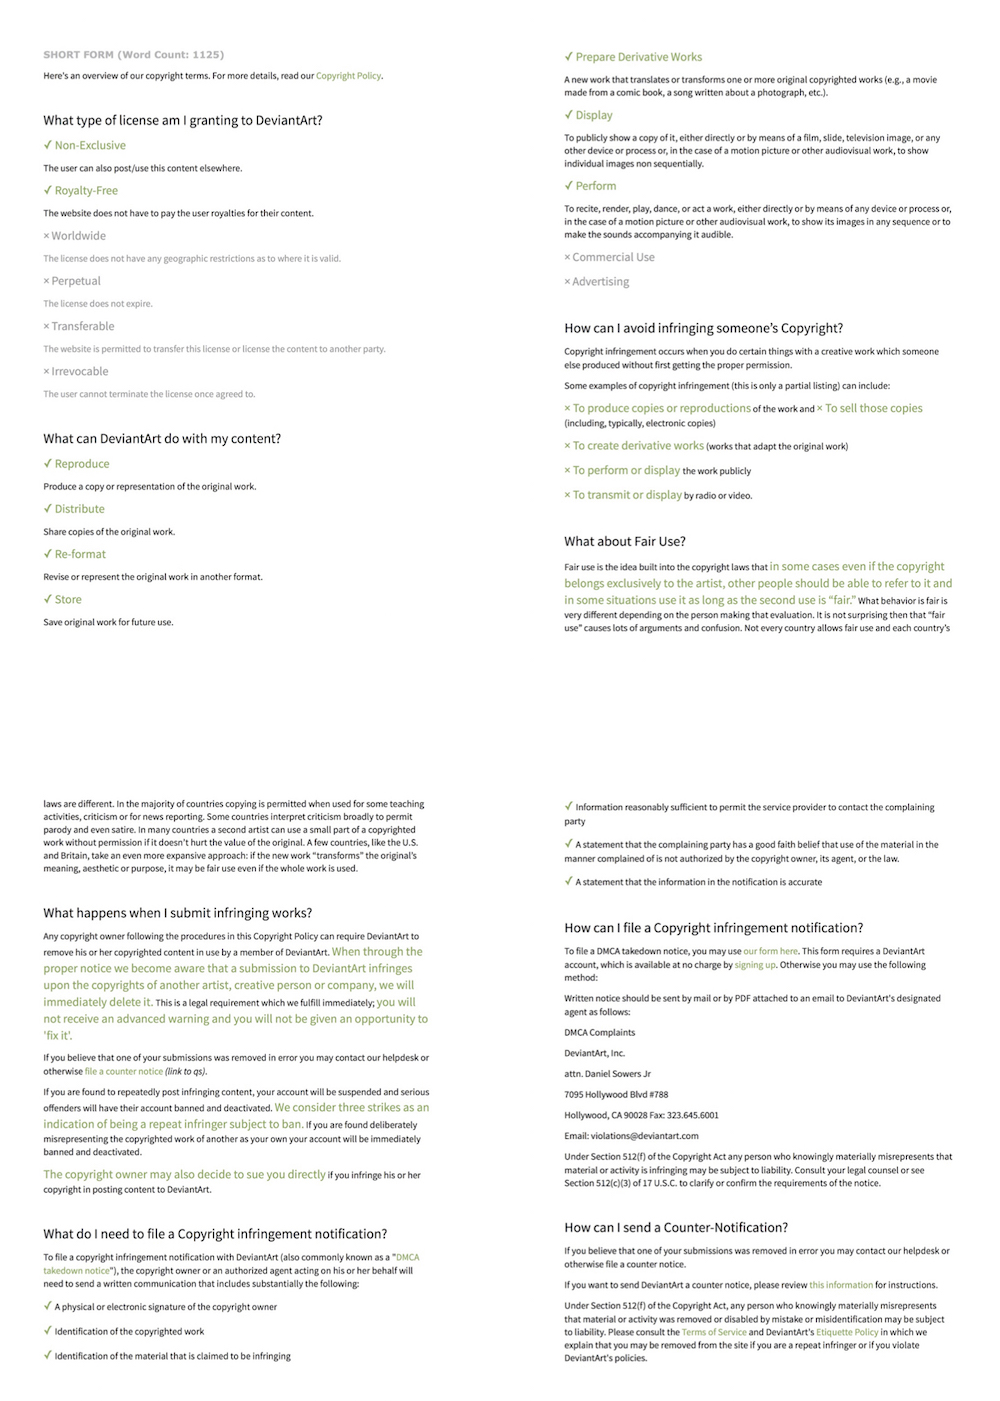 SHORT FORM (Word Count: 1125)
Here's an overview of our copyright terms. For more details, read our Copyright Policy.
What type of license am I granting to DeviantArt?
✓ Non-Exclusive
The user can also post/use this content elsewhere.
✓ Royalty-Free
The website does not have to pay the user royalties for their content.
× Worldwide
The license does not have any geographic restrictions as to where it is valid.
× Perpetual
The license does not expire.
× Transferable
The website is permitted to transfer this license or license the content to another party.
× Irrevocable
The user cannot terminate the license once agreed to.
What can DeviantArt do with my content?
✓ Reproduce
Produce a copy or representation of the original work.
✓ Distribute
Share copies of the original work.
✓ Re-format
Revise or represent the original work in another format.
✓ Store
Save original work for future use.
✓ Prepare Derivative Works
A new work that translates or transforms one or more original copyrighted works (e.g., a movie
made from a comic book, a song written about a photograph, etc.).
✓ Display
To publicly show a copy of it, either directly or by means of a film, slide, television image, or any
other device or process or, in the case of a motion picture or other audiovisual work, to show
individual images non sequentially.
✓ Perform
To recite, render, play, dance, or act a work, either directly or by means of any device or process or,
in the case of a motion picture or other audiovisual work, to show its images in any sequence or to
make the sounds accompanying it audible.
× Commercial Use
× Advertising
How can I avoid infringing someone's Copyright?
Copyright infringement occurs when you do certain things with a creative work which someone
else produced without first getting the proper permission.
Some examples of copyright infringement (this is only a partial listing) can include:
× To produce copies or reproductions of the work and × To sell those copies
(including, typically, electronic copies)
× To create derivative works (works that adapt the original work)
× To perform or display the work publicly
× To transmit or display by radio or video.
What about Fair Use?
Fair use is the idea built into the copyright laws that in some cases even if the copyright
belongs exclusively to the artist, other people should be able to refer to it and
in some situations use it as long as the second use is "fair." What behavior is fair is
very different depending on the person making that evaluation. It is not surprising then that "fair
use" causes lots of arguments and confusion. Not every country allows fair use and each country's
laws are different. In the majority of countries copying is permitted when used for some teaching
activities, criticism or for news reporting. Some countries interpret criticism broadly to permit
parody and even satire. In many countries a second artist can use a small part of a copyrighted
work without permission if it doesn't hurt the value of the original. A few countries, like the U.S.
and Britain, take an even more expansive approach: if the new work "transforms" the original's
meaning, aesthetic or purpose, it may be fair use even if the whole work is used.
What happens when I submit infringing works?
Any copyright owner following the procedures in this Copyright Policy can require DeviantArt to
remove his or her copyrighted content in use by a member of DeviantArt. When through the
proper notice we become aware that a submission to DeviantArt infringes
upon the copyrights of another artist, creative person or company, we will
immediately delete it. This is a legal requirement which we fulfill immediately; you will
not receive an advanced warning and you will not be given an opportunity to
'fix it'.
If you believe that one of your submissions was removed in error you may contact our helpdesk or
otherwise file a counter notice (link to qs).
If you are found to repeatedly post infringing content, your account will be suspended and serious
offenders will have their account banned and deactivated. We consider three strikes as an
indication of being a repeat infringer subject to ban. If you are found deliberately
misrepresenting the copyrighted work of another as your own your account will be immediately
banned and deactivated.
The copyright owner may also decide to sue you directly if you infringe his or her
copyright in posting content to DeviantArt.
What do I need to file a Copyright infringement notification?
To file a copyright infringement notification with DeviantArt (also commonly known as a "DMCA
takedown notice"), the copyright owner or an authorized agent acting on his or her behalf will
need to send a written communication that includes substantially the following:
✓ A physical or electronic signature of the copyright owner
✓ Identification of the copyrighted work
✓ Identification of the material that is claimed to be infringing
✓ Information reasonably sufficient to permit the service provider to contact the complaining
party
✓ A statement that the complaining party has a good faith belief that use of the material in the
manner complained of is not authorized by the copyright owner, its agent, or the law.
✓ A statement that the information in the notification is accurate
How can I file a Copyright infringement notification?
To file a DMCA takedown notice, you may use our form here. This form requires a DeviantArt
account, which is available at no charge by signing up. Otherwise you may use the following
method:
Written notice should be sent by mail or by PDF attached to an email to DeviantArt's designated
agent as follows:
DMCA Complaints
DeviantArt, Inc.
attn. Daniel Sowers Jr
7095 Hollywood Blvd #788
Hollywood, CA 90028 Fax: 323.645.6001
Email: violations@deviantart.com
Under Section 512(f) of the Copyright Act any person who knowingly materially misrepresents that
material or activity is infringing may be subject to liability. Consult your legal counsel or see
Section 512(c)(3) of 17 U.S.C. to clarify or confirm the requirements of the notice.
How can I send a Counter-Notification?
If you believe that one of your submissions was removed in error you may contact our helpdesk or
otherwise file a counter notice.
If you want to send DeviantArt a counter notice, please review this information for instructions.
Under Section 512(f) of the Copyright Act, any person who knowingly materially misrepresents
that material or activity was removed or disabled by mistake or misidentification may be subject
to liability. Please consult the Terms of Service and DeviantArt's Etiquette Policy in which we
explain that you may be removed from the site if you are a repeat infringer or if you violate
DeviantArt's policies.